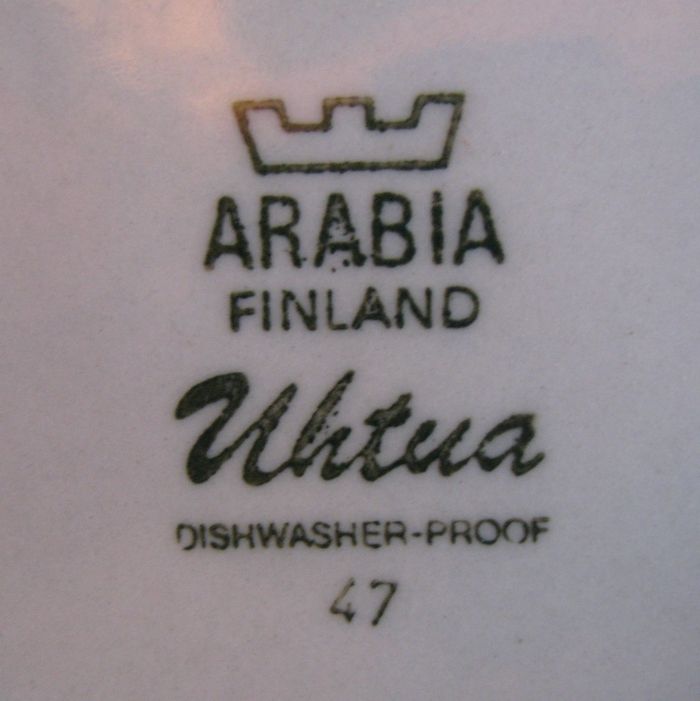 ARABIA
FINLAND
Uhtua
DISHWASHER-PROOF
47